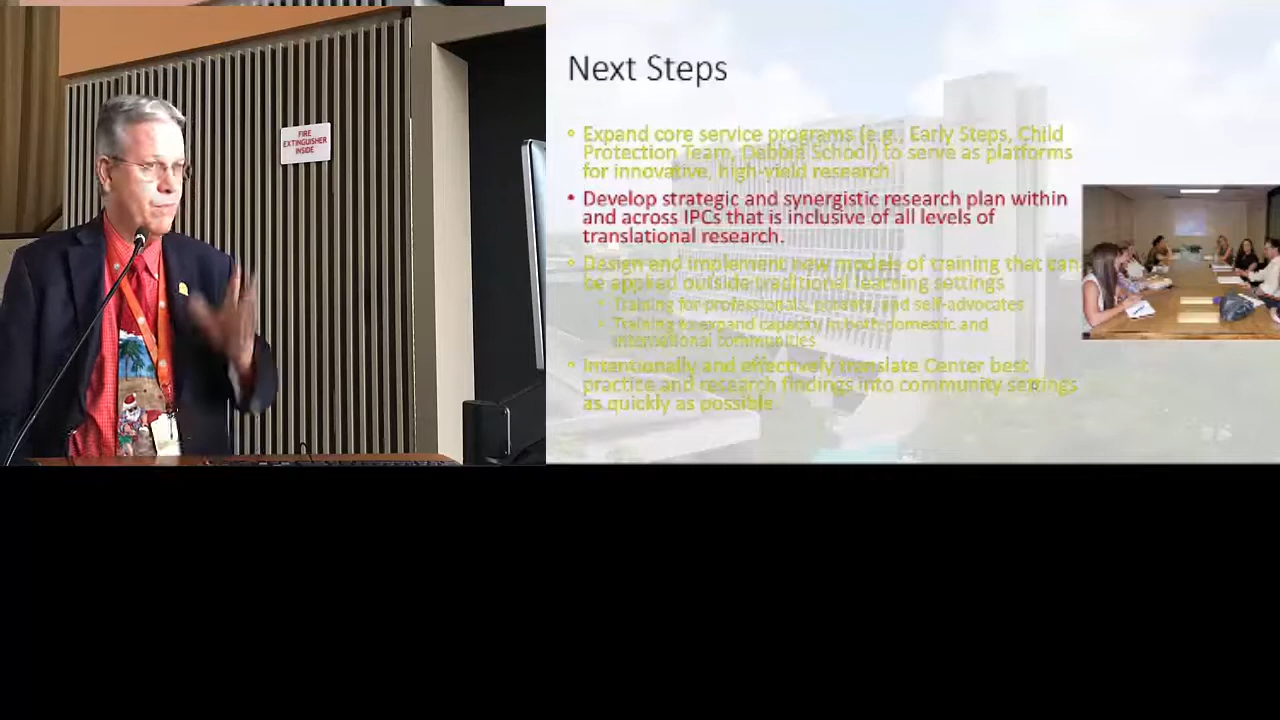 FIRE
EXTINGUISHER
INSIDE
Next Steps
• Expand core service programs (e.g., Early Steps, Child
Protection Team, Debbie School) to serve as platforms
for innovative, high-yield research
• Develop strategic and synergistic research plan within
and across IPCs that is inclusive of all levels of
translational research.
• Design and implement new models of training that can
be applied outside traditional learning settings
• Training for professionals, parents, and self-advocates
• Training to expand capacity in both domestic and
international communities
• Intentionally and effectively translate Center best
practice and research findings into community settings
as quickly as possible